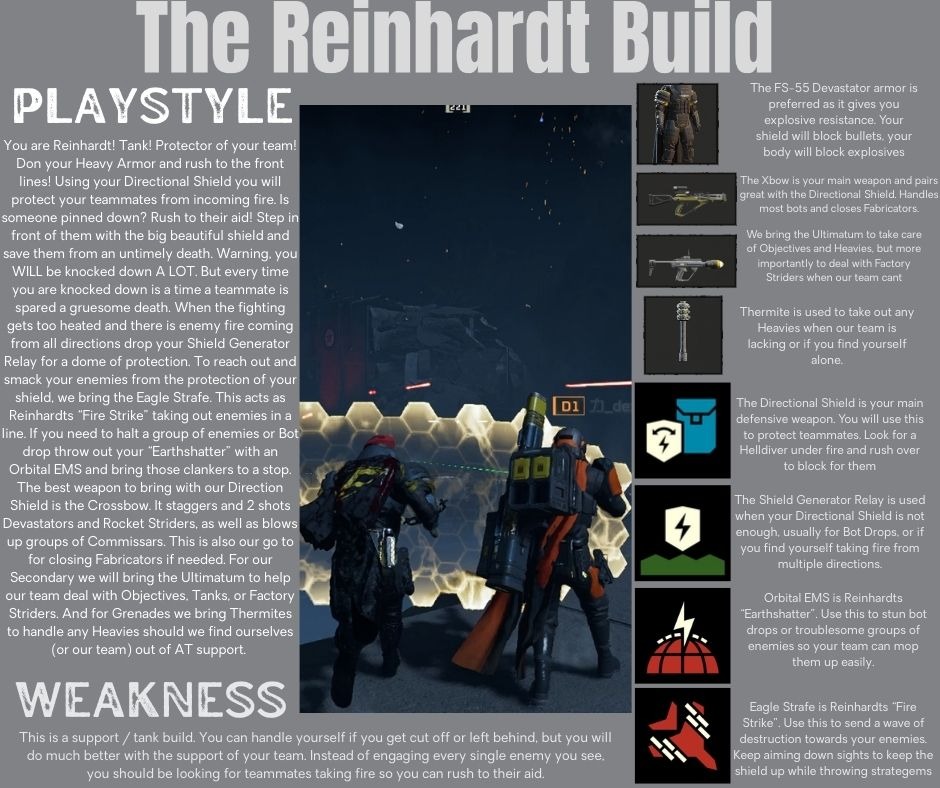 The Reinhardt Build
PLAYSTYLE
You are Reinhardt! Tank! Protector of your team!
Don your Heavy Armor and rush to the front
lines! Using your Directional Shield you will
protect your teammates from incoming fire. Is
someone pinned down? Rush to their aid! Step in
front of them with the big beautiful shield and
save them from an untimely death. Warning, you
WILL be knocked down A LOT. But every time
you are knocked down is a time a teammate is
spared a gruesome death. When the fighting
gets too heated and there is enemy fire coming
from all directions drop your Shield Generator
Relay for a dome of protection. To reach out and
smack your enemies from the protection of your
shield, we bring the Eagle Strafe. This acts as
Reinhardts "Fire Strike" taking out enemies in a
line. If you need to halt a group of enemies or Bot
drop throw out your "Earthshatter" with an
Orbital EMS and bring those clankers to a stop.
The best weapon to bring with our Direction
Shield is the Crossbow. It staggers and 2 shots
Devastators and Rocket Striders, as well as blows
up groups of Commissars. This is also our go to
for closing Fabricators if needed. For our
Secondary we will bring the Ultimatum to help
our team deal with Objectives, Tanks, or Factory
Striders. And for Grenades we bring Thermites
to handle any Heavies should we find ourselves
(or our team) out of AT support.
WEAKNESS
This is a support / tank build. You can handle yourself if you get cut off or left behind, but you will
do much better with the support of your team. Instead of engaging every single enemy you see,
you should be looking for teammates taking fire so you can rush to their aid.
221
D1
The FS-55 Devastator armor is
preferred as it gives you
explosive resistance. Your
shield will block bullets, your
body will block explosives
The Xbow is your main weapon and pairs
great with the Directional Shield. Handles
most bots and closes Fabricators.
We bring the Ultimatum to take care
of Objectives and Heavies, but more
importantly to deal with Factory
Striders when our team cant
Thermite is used to take out any
Heavies when our team is
lacking or if you find yourself
alone.
The Directional Shield is your main
defensive weapon. You will use this
to protect teammates. Look for a
Helldiver under fire and rush over
to block for them
The Shield Generator Relay is used
when your Directional Shield is not
enough, usually for Bot Drops, or if
you find yourself taking fire from
multiple directions.
Orbital EMS is Reinhardts
"Earthshatter". Use this to stun bot
drops or troublesome groups of
enemies so your team can mop
them up easily.
Eagle Strafe is Reinhardts "Fire
Strike". Use this to send a wave of
destruction towards your enemies.
Keep aiming down sights to keep the
shield up while throwing strategems